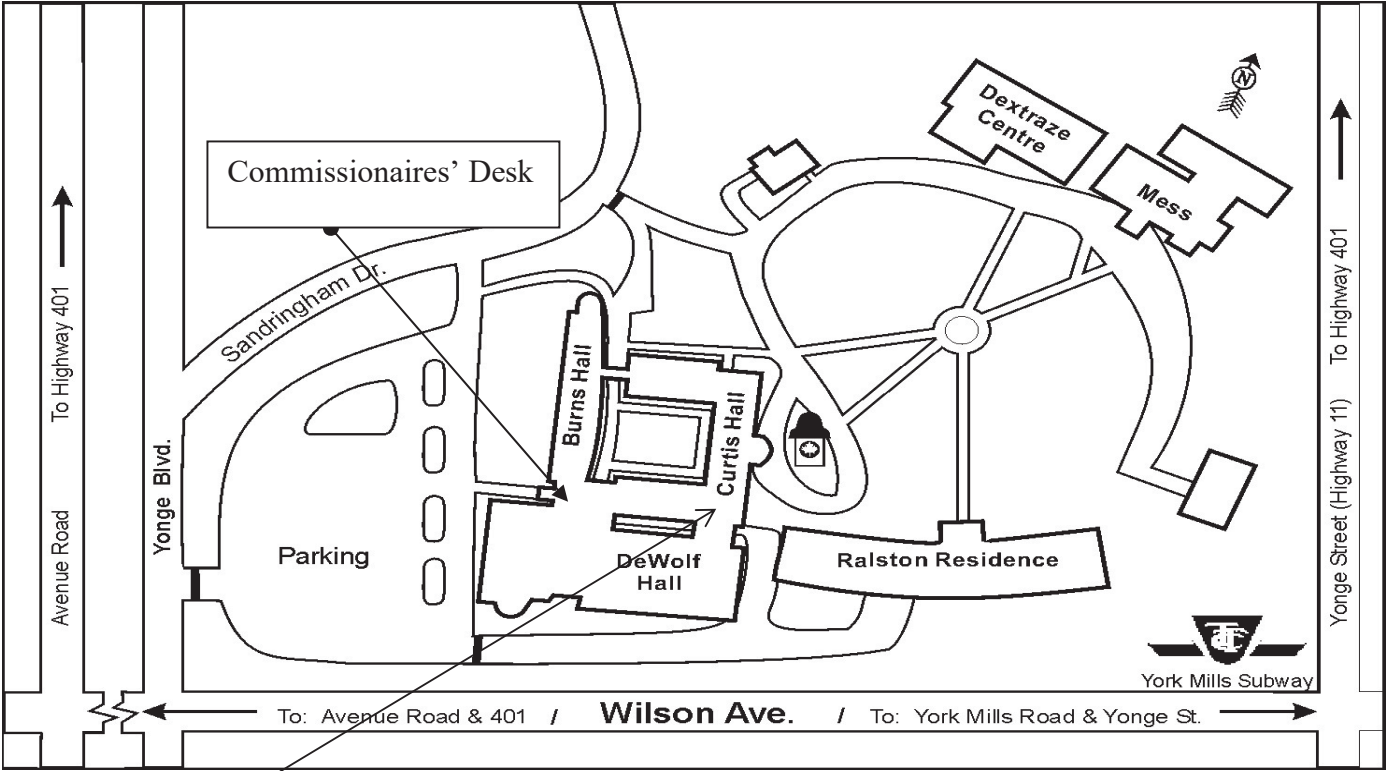 Commissionaires' Desk
Dextraze
Centre
N
Mess
Sandringham Dr.
To Highway 401
Avenue Road
Yonge Blvd.
Burns Hall
Curtis Hall
Parking
DeWolf
Hall
Ralston Residence
To Highway 401
Yonge Street (Highway 11)
TTC
York Mills Subway
To: Avenue Road & 401 / Wilson Ave. / To: York Mills Road & Yonge St.